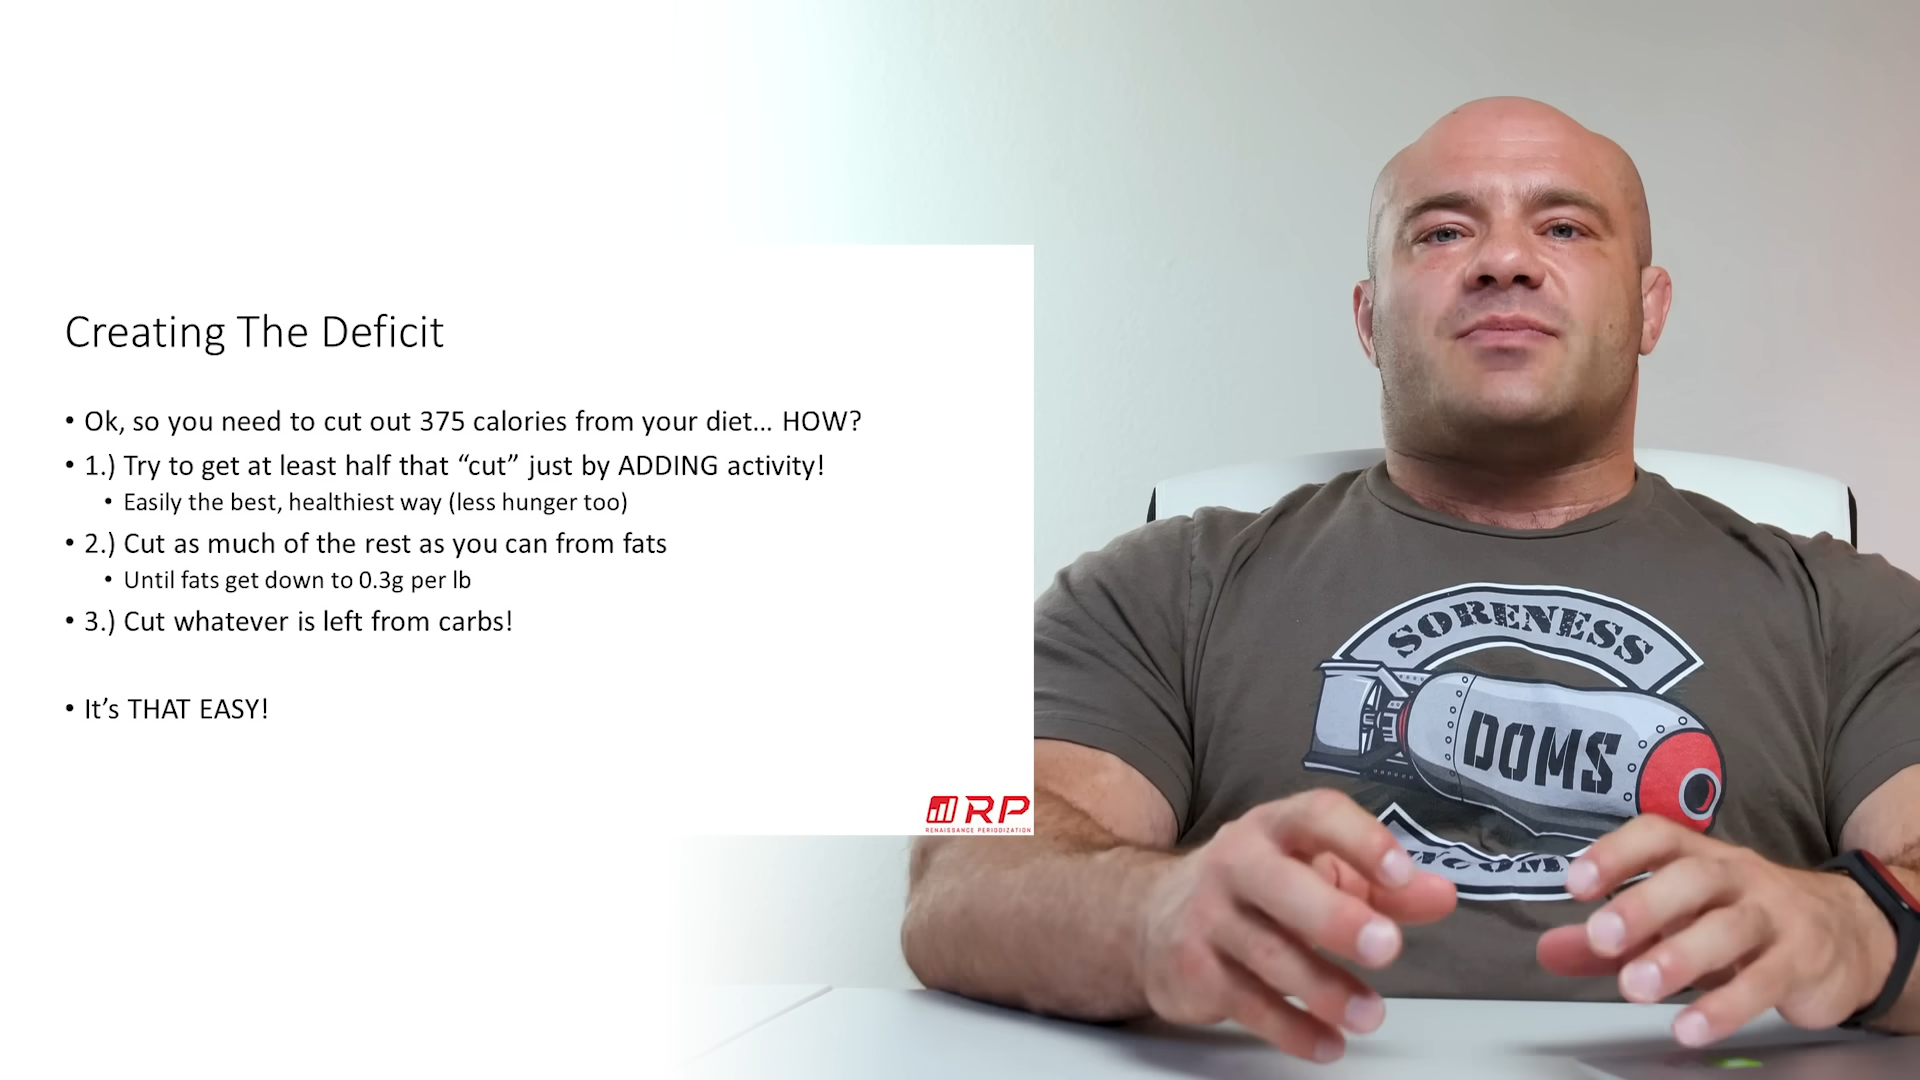 Creating The Deficit
• Ok, so you need to cut out 375 calories from your diet... HOW?
• 1.) Try to get at least half that “cut” just by ADDING activity!
• Easily the best, healthiest way (less hunger too)
• 2.) Cut as much of the rest as you can from fats
• Until fats get down to 0.3g per lb
• 3.) Cut whatever is left from carbs!
• It’s THAT EASY!
RP
RENAISSANCE PERIODIZATION
SORENESS
DOMS